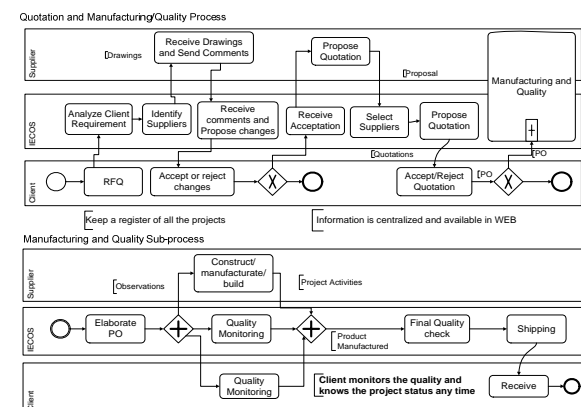 Quotation and Manufacturing/Quality Process
Supplier
Drawings
Receive Drawings
and Send Comments
Propose
Quotation
Proposal
Manufacturing and
Quality
IECOS
Analyze Client
Requirement
Identify
Suppliers
Receive
comments and
Propose changes
Receive
Acceptation
Select
Suppliers
Propose
Quotation
Quotations
PO
Client
RFQ
Accept or reject
changes
X
Accept/Reject
Quotation
PO
X
Keep a register of all the projects
Information is centralized and available in WEB
Manufacturing and Quality Sub-process
Supplier
Observations
Construct/
manufacturate/
build
Project Activities
IECOS
Elaborate
PO
Quality
Monitoring
Product
Manufactured
Final Quality
check
Shipping
Client
Quality
Monitoring
Client monitors the quality and
knows the project status any time
Receive